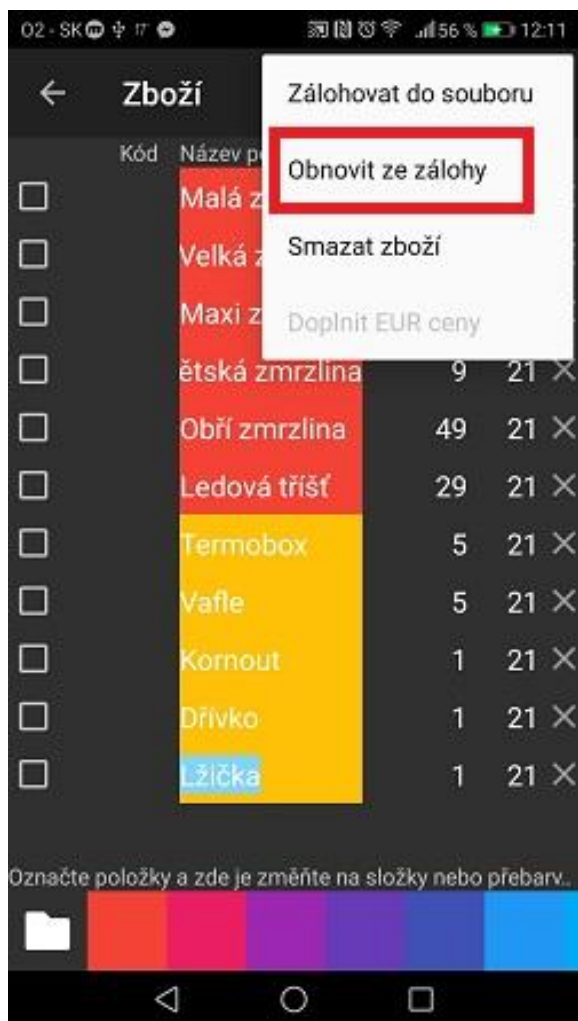 O2 - SK 17° 56 % 12:11
Zboží
Zálohovat do souboru
Obnovit ze zálohy
Smazat zboží
Doplnit EUR ceny
Kód Název
Malá
Velká
Maxi
ětská zmrzlina 9 21
Obří zmrzlina 49 21
Ledová tříšť 29 21
Termobox 5 21
Vafle 5 21
Kornout 1 21
Dřívko 1 21
Lžička 1 21
Označte položky a zde je změňte na složky nebo přebarv..